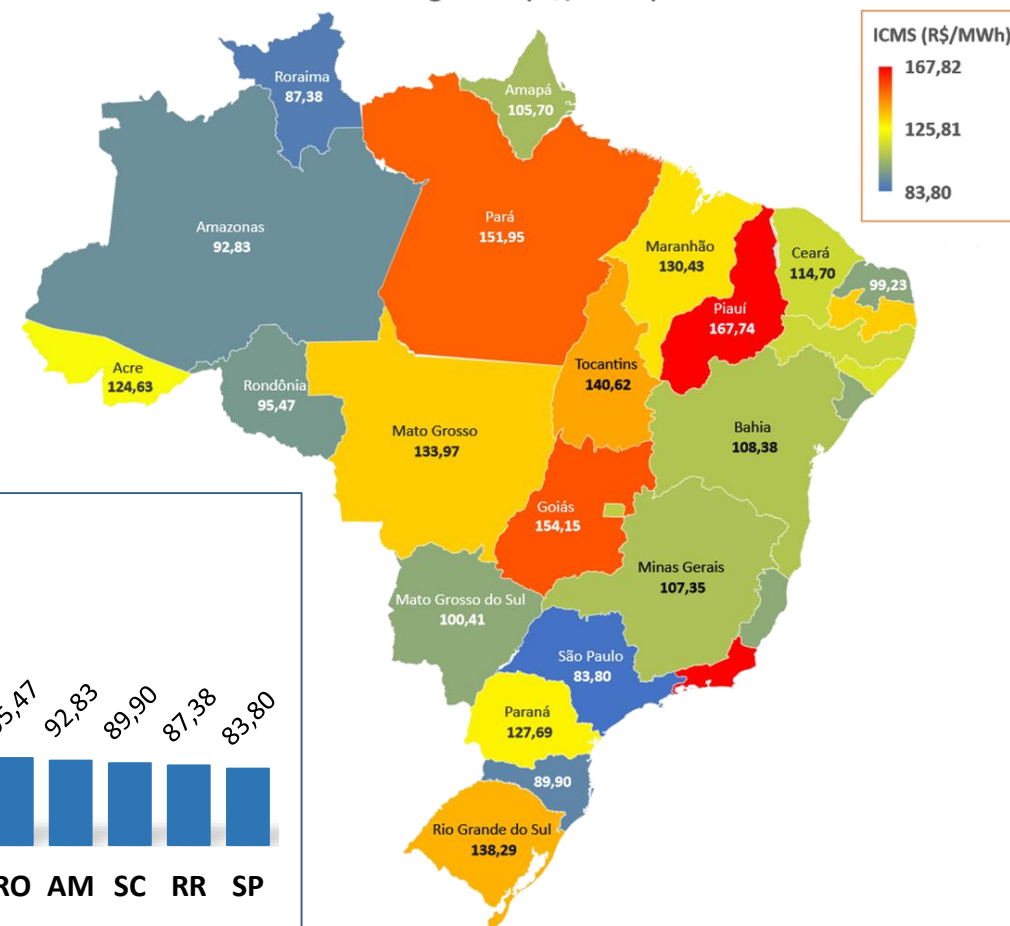 ICMS (R$/MWh)
167,82
125,81
83,80
Roraima
87,38
Amapá
105,70
Amazonas
92,83
Pará
151,95
Maranhão
130,43
Ceará
114,70
99,23
Piauí
167,74
Acre
124,63
Rondônia
95,47
Tocantins
140,62
Mato Grosso
133,97
Bahia
108,38
Goiás
154,15
Minas Gerais
107,35
Mato Grosso do Sul
100,41
São Paulo
83,80
Paraná
127,69
89,90
Rio Grande do Sul
138,29
92,83
89,90
87,38
83,80
RO AM SC RR SP